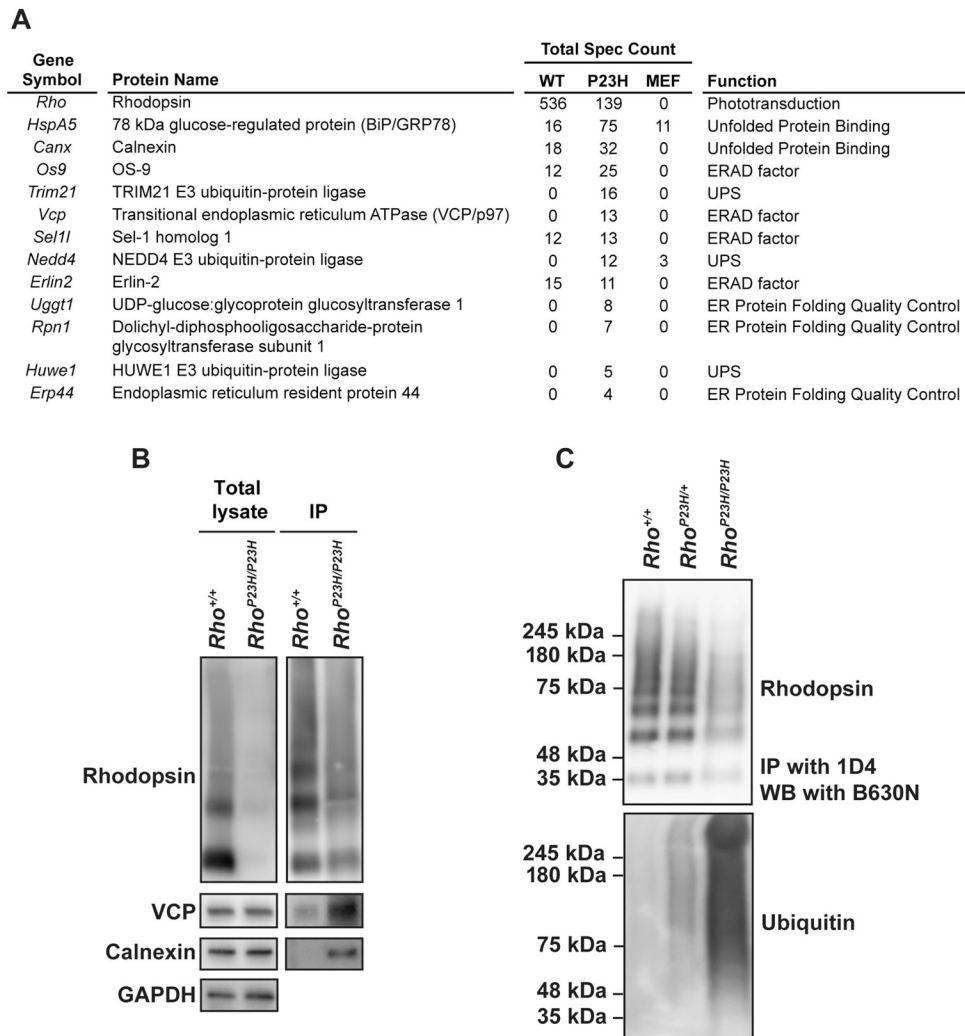 A
Total Spec Count
Gene Symbol Protein Name WT P23H MEF Function
Rho Rhodopsin 536 139 0 Phototransduction
HspA5 78 kDa glucose-regulated protein (BiP/GRP78) 16 75 11 Unfolded Protein Binding
Canx Calnexin 18 32 0 Unfolded Protein Binding
Os9 OS-9 12 25 0 ERAD factor
Trim21 TRIM21 E3 ubiquitin-protein ligase 0 16 0 UPS
Vcp Transitional endoplasmic reticulum ATPase (VCP/p97) 0 13 0 ERAD factor
Sel1l Sel-1 homolog 1 12 13 0 ERAD factor
Nedd4 NEDD4 E3 ubiquitin-protein ligase 0 12 3 UPS
Erlin2 Erlin-2 15 11 0 ERAD factor
Uggt1 UDP-glucose:glycoprotein glucosyltransferase 1 0 8 0 ER Protein Folding Quality Control
Rpn1 Dolichyl-diphosphooligosaccharide-protein 0 7 0 ER Protein Folding Quality Control
glycosyltransferase subunit 1
Huwe1 HUWE1 E3 ubiquitin-protein ligase 0 5 0 UPS
Erp44 Endoplasmic reticulum resident protein 44 0 4 0 ER Protein Folding Quality Control
B
Total lysate
IP
Rho+/+
RhoP23H/P23H
Rho+/+
RhoP23H/P23H
Rhodopsin
VCP
Calnexin
GAPDH
C
Rho+/+
RhoP23H/+
RhoP23H/P23H
245 kDa
180 kDa
75 kDa
48 kDa
35 kDa
Rhodopsin
IP with 1D4
WB with B630N
245 kDa
180 kDa
75 kDa
48 kDa
35 kDa
Ubiquitin